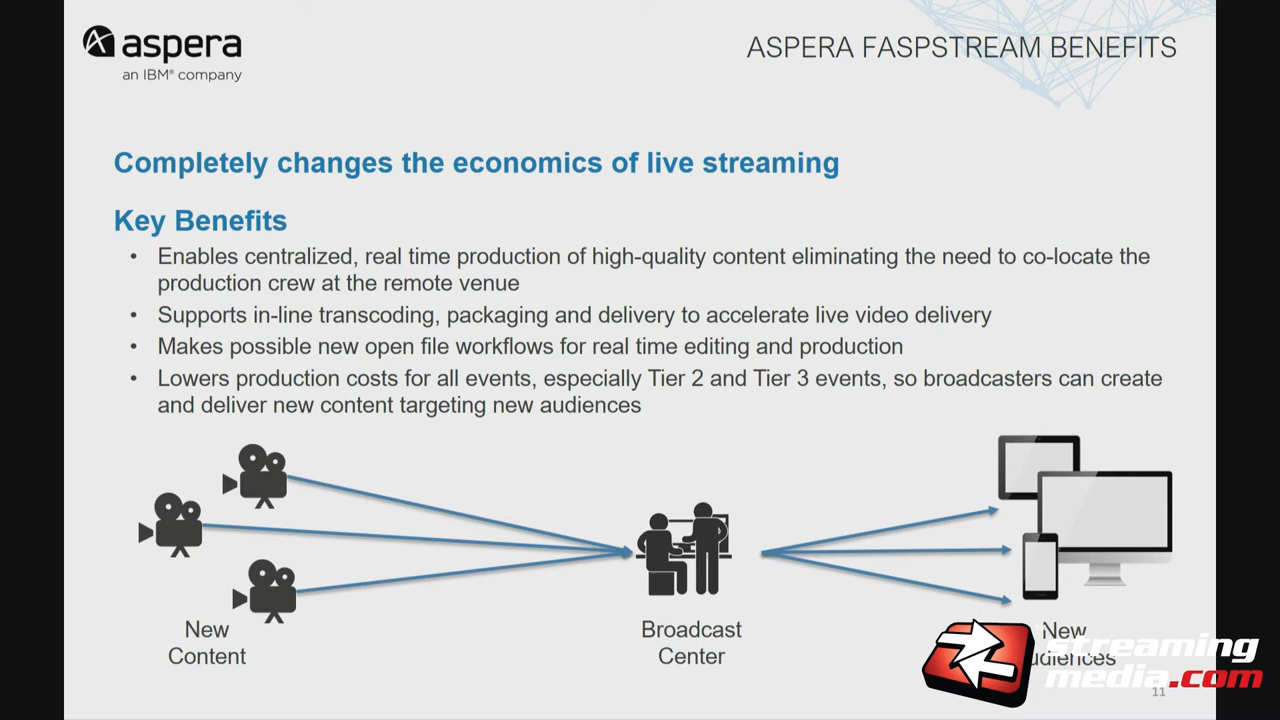 aspera
an IBM® company
ASPERA FASPSTREAM BENEFITS
Completely changes the economics of live streaming
Key Benefits
• Enables centralized, real time production of high-quality content eliminating the need to co-locate the
production crew at the remote venue
• Supports in-line transcoding, packaging and delivery to accelerate live video delivery
• Makes possible new open file workflows for real time editing and production
• Lowers production costs for all events, especially Tier 2 and Tier 3 events, so broadcasters can create
and deliver new content targeting new audiences
New
Content
Broadcast
Center
New
udiences
streaming
media.com
11